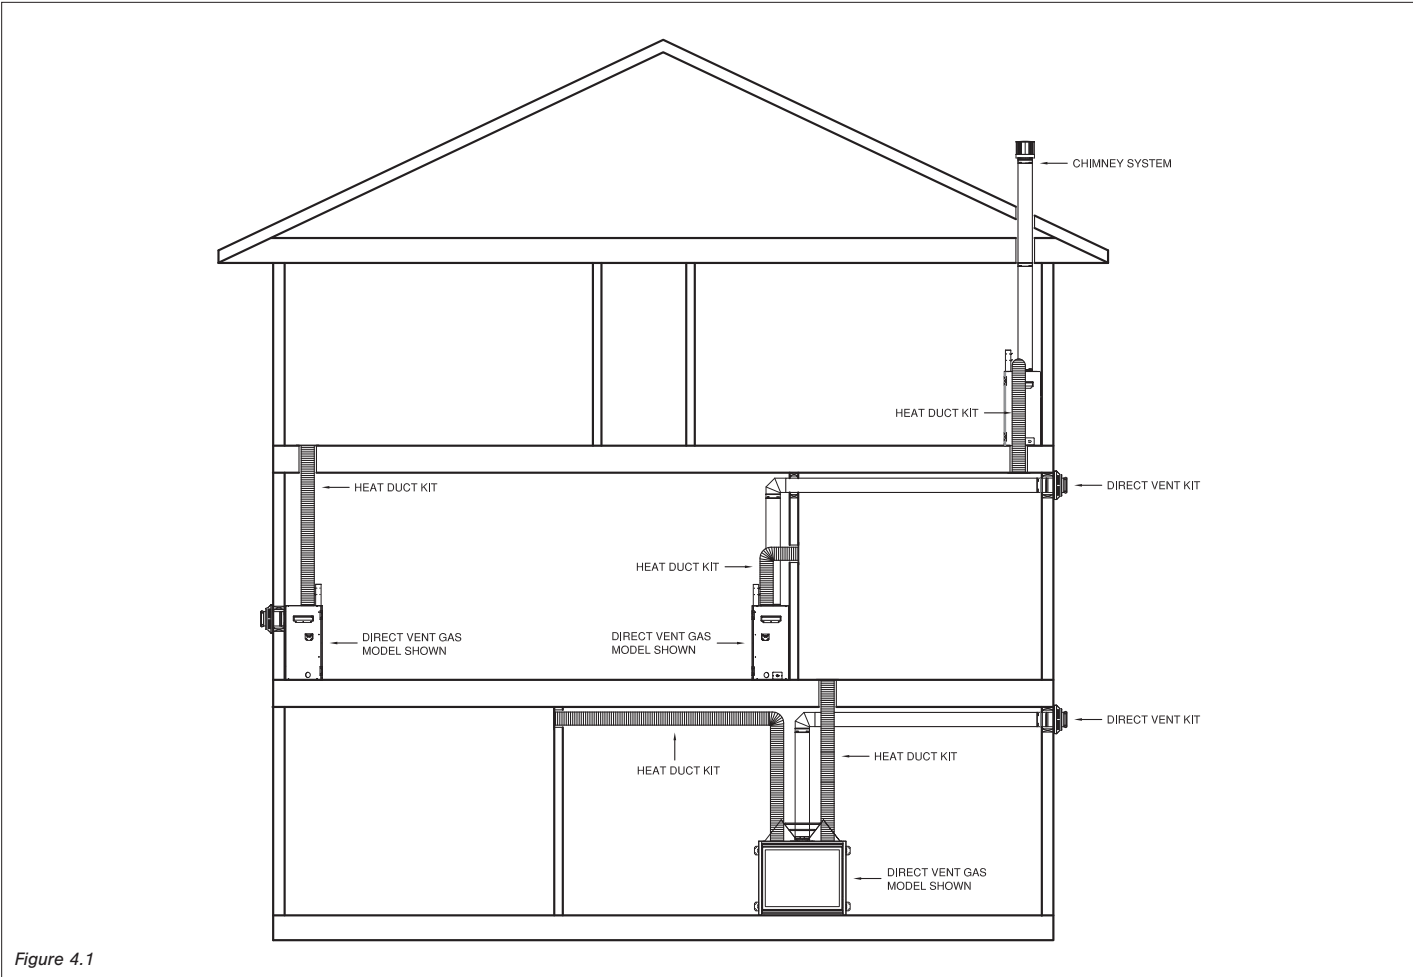 CHIMNEY SYSTEM
HEAT DUCT KIT
HEAT DUCT KIT
DIRECT VENT KIT
HEAT DUCT KIT
DIRECT VENT GAS
MODEL SHOWN
DIRECT VENT GAS
MODEL SHOWN
DIRECT VENT KIT
HEAT DUCT KIT
HEAT DUCT KIT
DIRECT VENT GAS
MODEL SHOWN
Figure 4.1